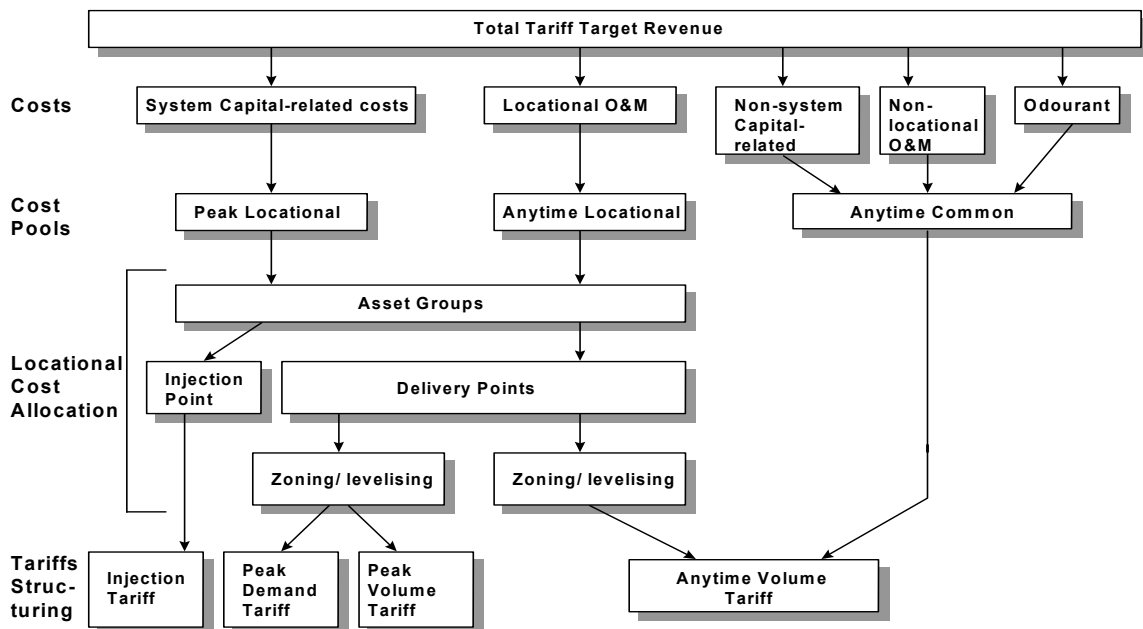 Total Tariff Target Revenue
Costs
System Capital-related costs
Locational O&M
Non-system
Capital-
related
Non-
locational
O&M
Odourant
Cost
Pools
Peak Locational
Anytime Locational
Anytime Common
Asset Groups
Locational
Cost
Allocation
Injection
Point
Delivery Points
Zoning/ levelising
Zoning/ levelising
Tariffs
Struc-
turing
Injection
Tariff
Peak
Demand
Tariff
Peak
Volume
Tariff
Anytime Volume
Tariff